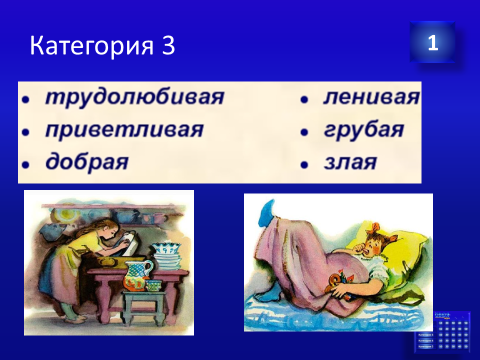 Категория 3
1
• трудолюбивая
• приветливая
• добрая
• ленивая
• грубая
• злая